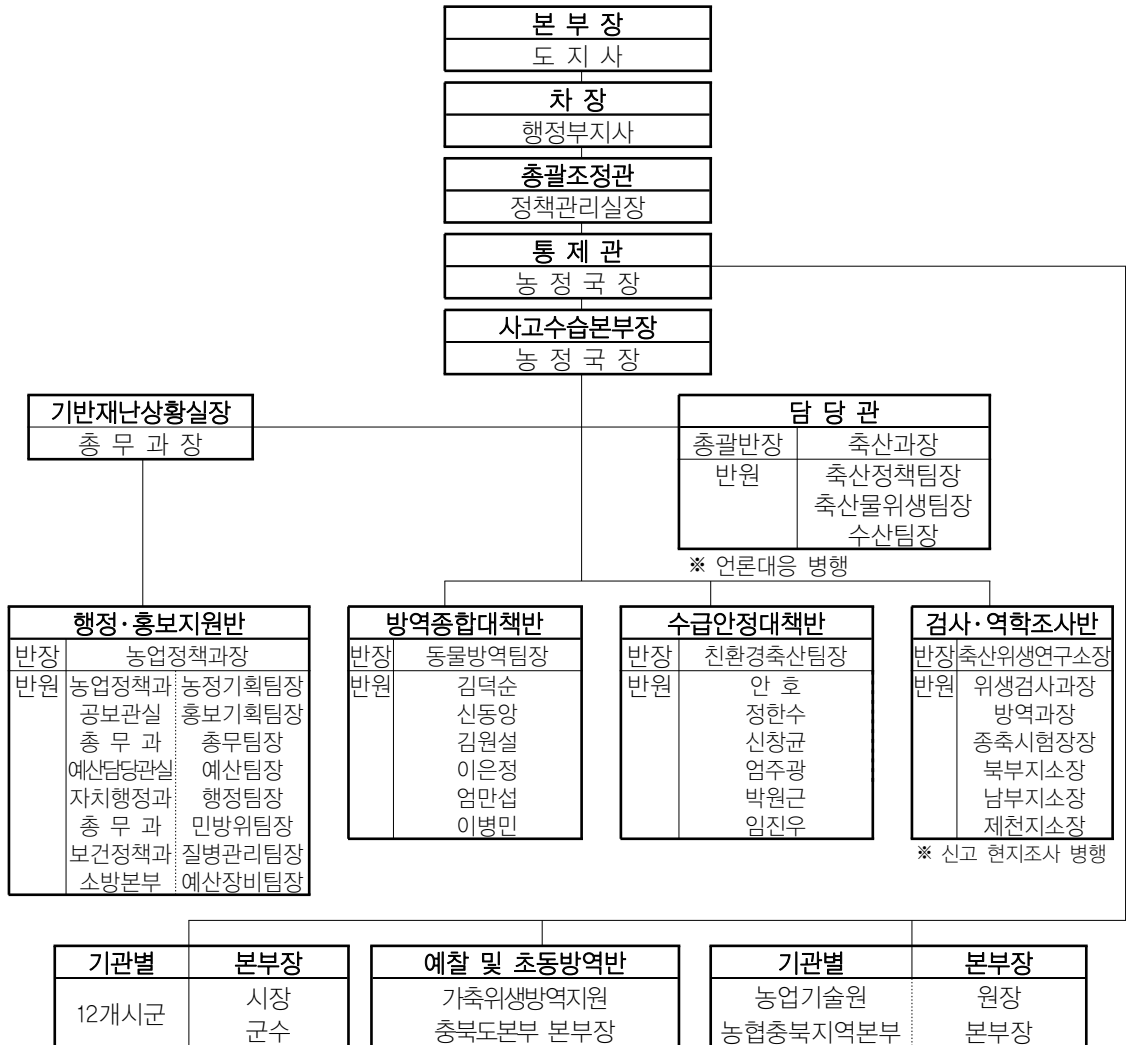 본 부 장
도 지 사
차 장
행정부지사
총괄조정관
정책관리실장
통 제 관
농 정 국 장
사고수습본부장
농 정 국 장
기반재난상황실장
총 무 과 장
담 당 관
총괄반장 축산과장
반원 축산정책팀장
축산물위생팀장
수산팀장
※ 언론대응 병행
행정·홍보지원반
반장 농업정책과장
반원 농업정책과 농정기획팀장
공보관실 홍보기획팀장
총 무 과 총무팀장
예산담당관실 예산팀장
자치행정과 행정팀장
총 무 과 민방위팀장
보건정책과 질병관리팀장
소방본부 예산장비팀장
방역종합대책반
반장 동물방역팀장
반원 김덕순
신동앙
김원설
이은정
엄만섭
이병민
수급안정대책반
반장 친환경축산팀장
반원 안 호
정한수
신창균
엄주광
박원근
임진우
검사·역학조사반
반장 축산위생연구소장
반원 위생검사과장
방역과장
종축시험장장
북부지소장
남부지소장
제천지소장
※ 신고 현지조사 병행
기관별 본부장
12개시군 시장
군수
예찰 및 초동방역반
가축위생방역지원
충북도본부 본부장
기관별 본부장
농업기술원 원장
농협충북지역본부 본부장